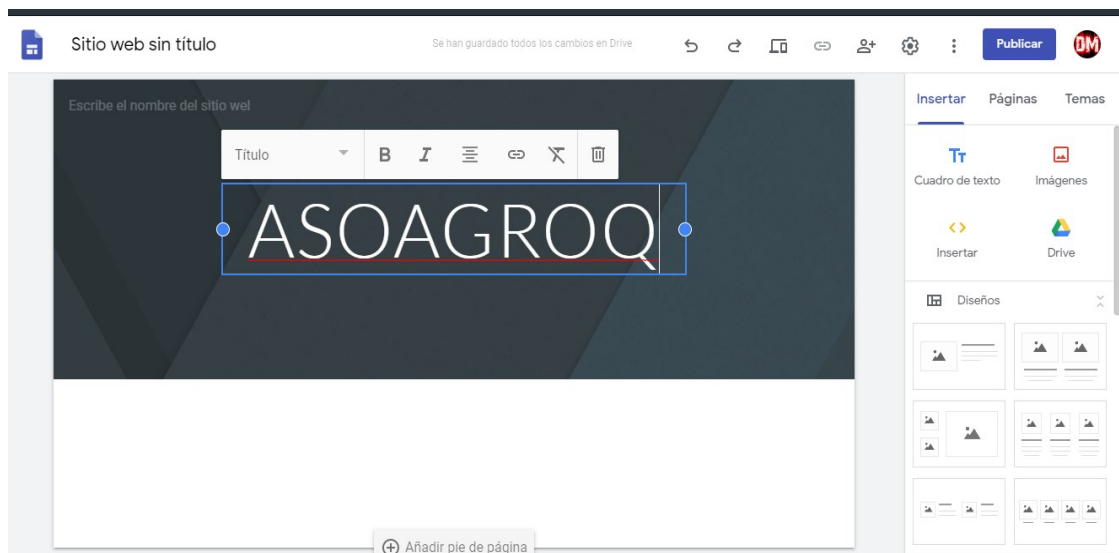 Sitio web sin título
Se han guardado todos los cambios en Drive
Publicar
DM
Escribe el nombre del sitio wel
Insertar Páginas Temas
Título
B I
ASOAGROQ
Tт
Cuadro de texto Imágenes
Insertar Drive
Diseños
Añadir pie de página